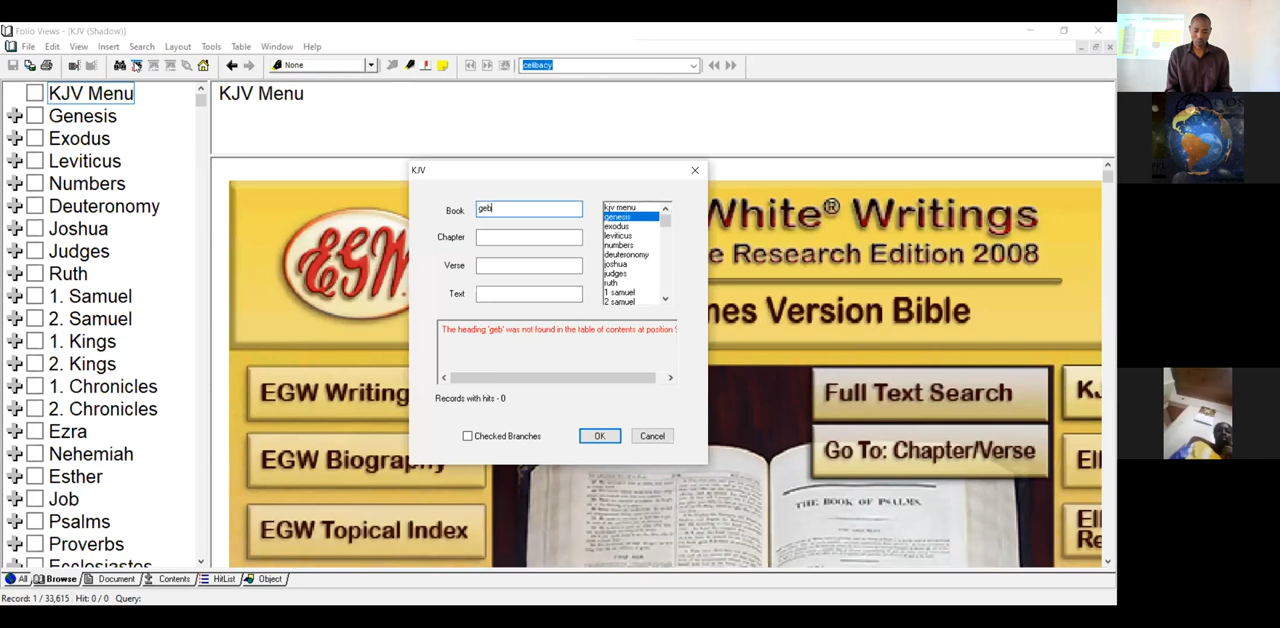 Folio Views - [KJV (Shadow)]
File Edit View Insert Search Layout Tools Table Window Help
None
celibacy
KJV Menu
Genesis
Exodus
Leviticus
Numbers
Deuteronomy
Joshua
Judges
Ruth
1. Samuel
2. Samuel
1. Kings
2. Kings
1. Chronicles
2. Chronicles
Ezra
Nehemiah
Esther
Job
Psalms
Proverbs
Ecclesiastes
KJV Menu
EGW
White® Writings
e Research Edition 2008
mes Version Bible
EGW Writing
EGW Biography
EGW Topical Index
Full Text Search
Go To: Chapter/Verse
THE BOOK OF PSALMS.
KJV
Book geb
Chapter
Verse
Text
kjv menu
genesis
exodus
leviticus
numbers
deuteronomy
joshua
judges
ruth
1 samuel
2 samuel
The heading 'geb' was not found in the table of contents at position
Records with hits - 0
Checked Branches
OK
Cancel
All Browse Document Contents HitList Object
Record: 1 / 33,615 Hit: 0 / 0 Query: